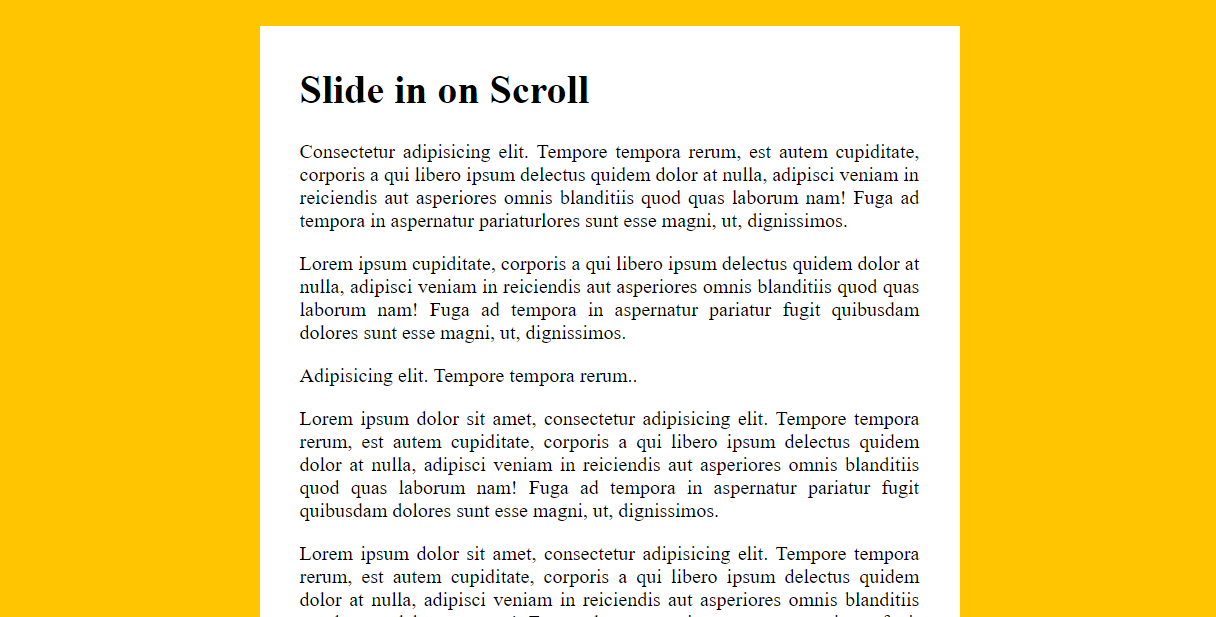 Slide in on Scroll
Consectetur adipisicing elit. Tempore tempora rerum, est autem cupiditate,
corporis a qui libero ipsum delectus quidem dolor at nulla, adipisci veniam in
reiciendis aut asperiores omnis blanditiis quod quas laborum nam! Fuga ad
tempora in aspernatur pariaturlores sunt esse magni, ut, dignissimos.
Lorem ipsum cupiditate, corporis a qui libero ipsum delectus quidem dolor at
nulla, adipisci veniam in reiciendis aut asperiores omnis blanditiis quod quas
laborum nam! Fuga ad tempora in aspernatur pariatur fugit quibusdam
dolores sunt esse magni, ut, dignissimos.
Adipisicing elit. Tempore tempora rerum..
Lorem ipsum dolor sit amet, consectetur adipisicing elit. Tempore tempora
rerum, est autem cupiditate, corporis a qui libero ipsum delectus quidem
dolor at nulla, adipisci veniam in reiciendis aut asperiores omnis blanditiis
quod quas laborum nam! Fuga ad tempora in aspernatur pariatur fugit
quibusdam dolores sunt esse magni, ut, dignissimos.
Lorem ipsum dolor sit amet, consectetur adipisicing elit. Tempore tempora
rerum, est autem cupiditate, corporis a qui libero ipsum delectus quidem
dolor at nulla, adipisci veniam in reiciendis aut asperiores omnis blanditiis